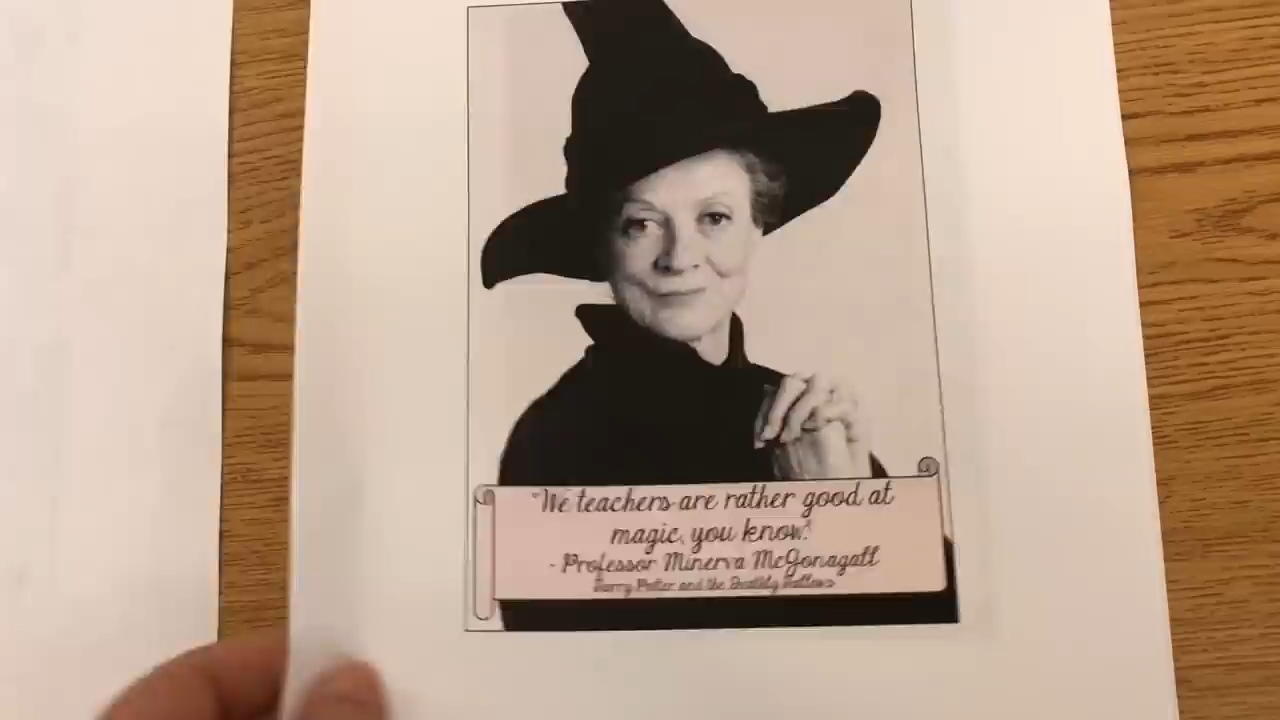 "We teachers are rather good at
magic, you know."
- Professor Minerva McGonagall
Harry Potter and the Deathly Hallows